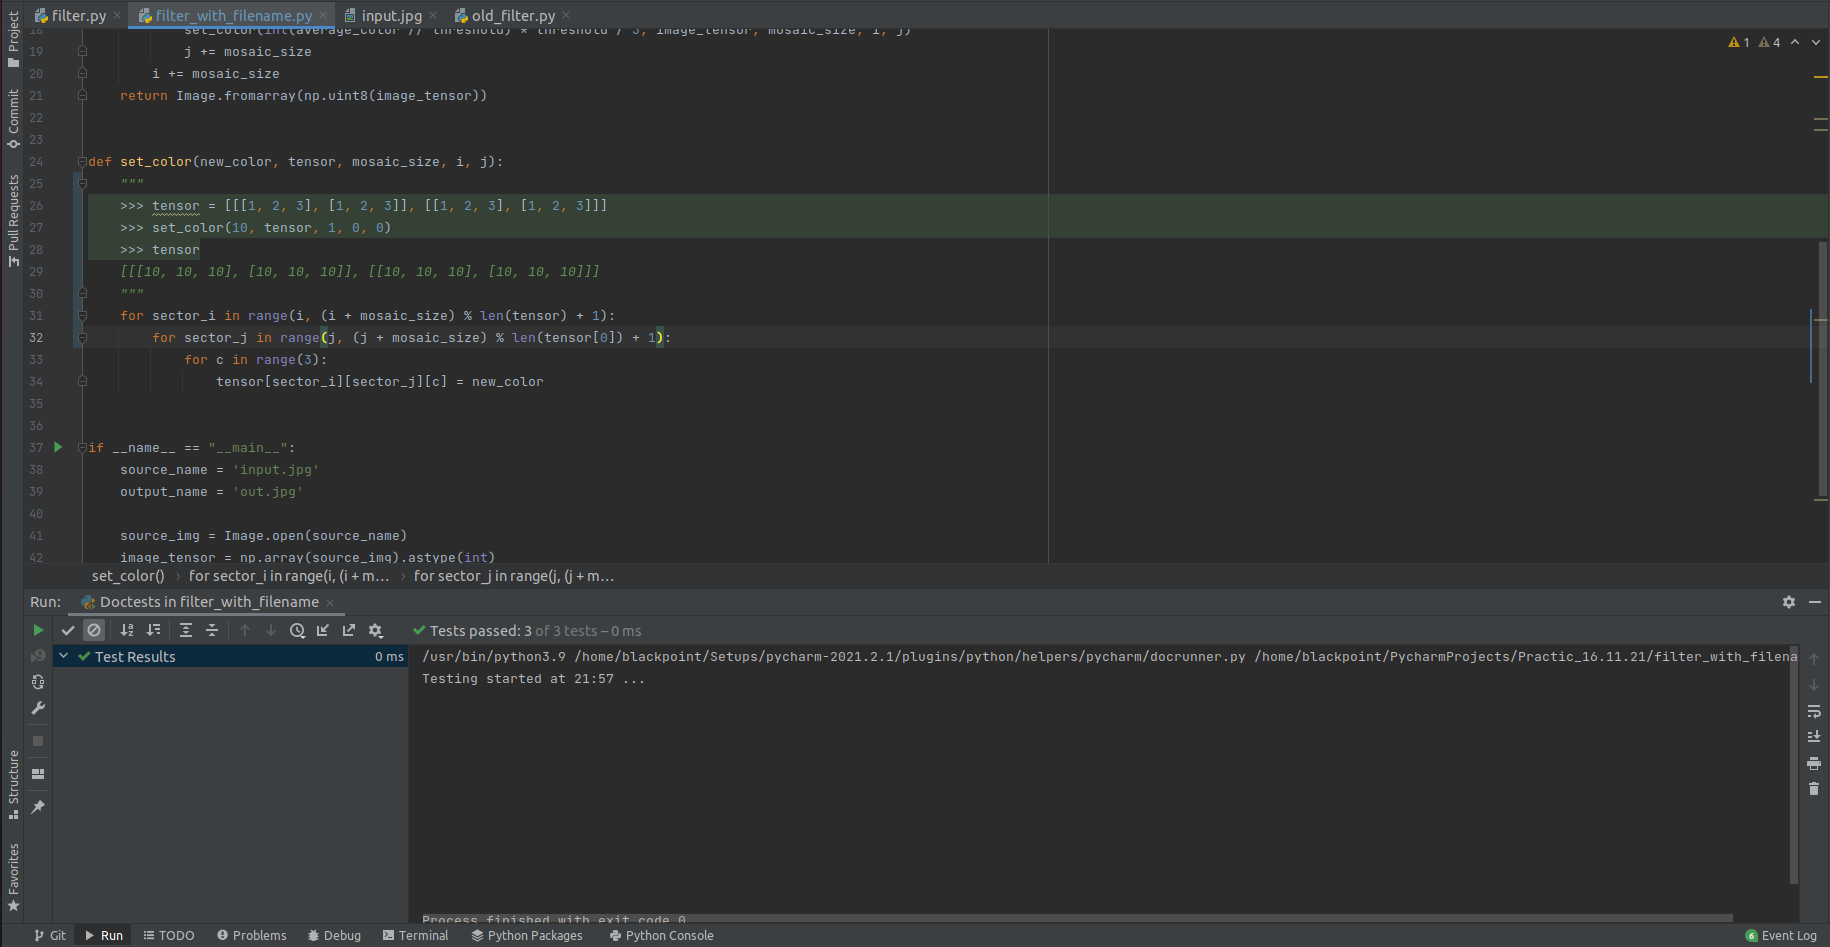 filter.py
filter_with_filename.py
input.jpg
old_filter.py
Project
Commit
Pull Requests
Structure
Favorites
1
4
18 set_color(int(average_color // threshold) * threshold / 3, image_tensor, mosaic_size, i, j)
19 j += mosaic_size
20 i += mosaic_size
21 return Image.fromarray(np.uint8(image_tensor))
22
23
24 def set_color(new_color, tensor, mosaic_size, i, j):
25 """
26 >>> tensor = [[[1, 2, 3], [1, 2, 3]], [[1, 2, 3], [1, 2, 3]]]
27 >>> set_color(10, tensor, 1, 0, 0)
28 >>> tensor
29 [[[10, 10, 10], [10, 10, 10]], [[10, 10, 10], [10, 10, 10]]]
30 """
31 for sector_i in range(i, (i + mosaic_size) % len(tensor) + 1):
32 for sector_j in range(j, (j + mosaic_size) % len(tensor[0]) + 1):
33 for c in range(3):
34 tensor[sector_i][sector_j][c] = new_color
35
36
37 if __name__ == "__main__":
38 source_name = 'input.jpg'
39 output_name = 'out.jpg'
40
41 source_img = Image.open(source_name)
42 image_tensor = np.array(source_img).astype(int)
set_color() › for sector_i in range(i, (i + m… › for sector_j in range(j, (j + m…
Run: Doctests in filter_with_filename
Tests passed: 3 of 3 tests – 0 ms
Test Results 0 ms
/usr/bin/python3.9 /home/blackpoint/Setups/pycharm-2021.2.1/plugins/python/helpers/pycharm/docrunner.py /home/blackpoint/PycharmProjects/Practic_16.11.21/filter_with_filena
Testing started at 21:57 ...
Process finished with exit code 0
Git Run TODO Problems Debug Terminal Python Packages Python Console 6 Event Log